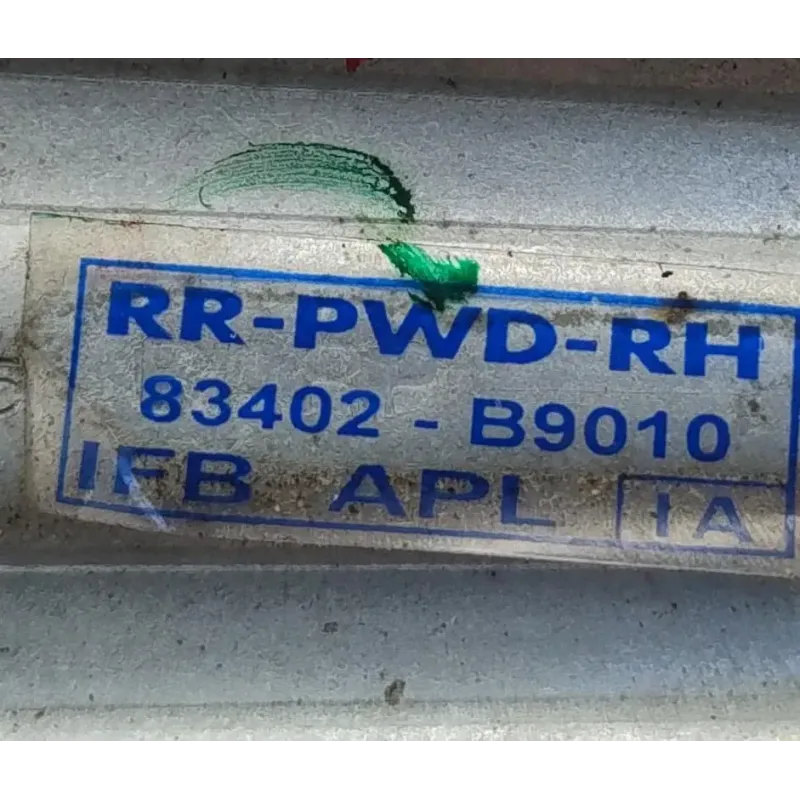 RR-PWD-RH
83402 - B9010
IFB APL IA